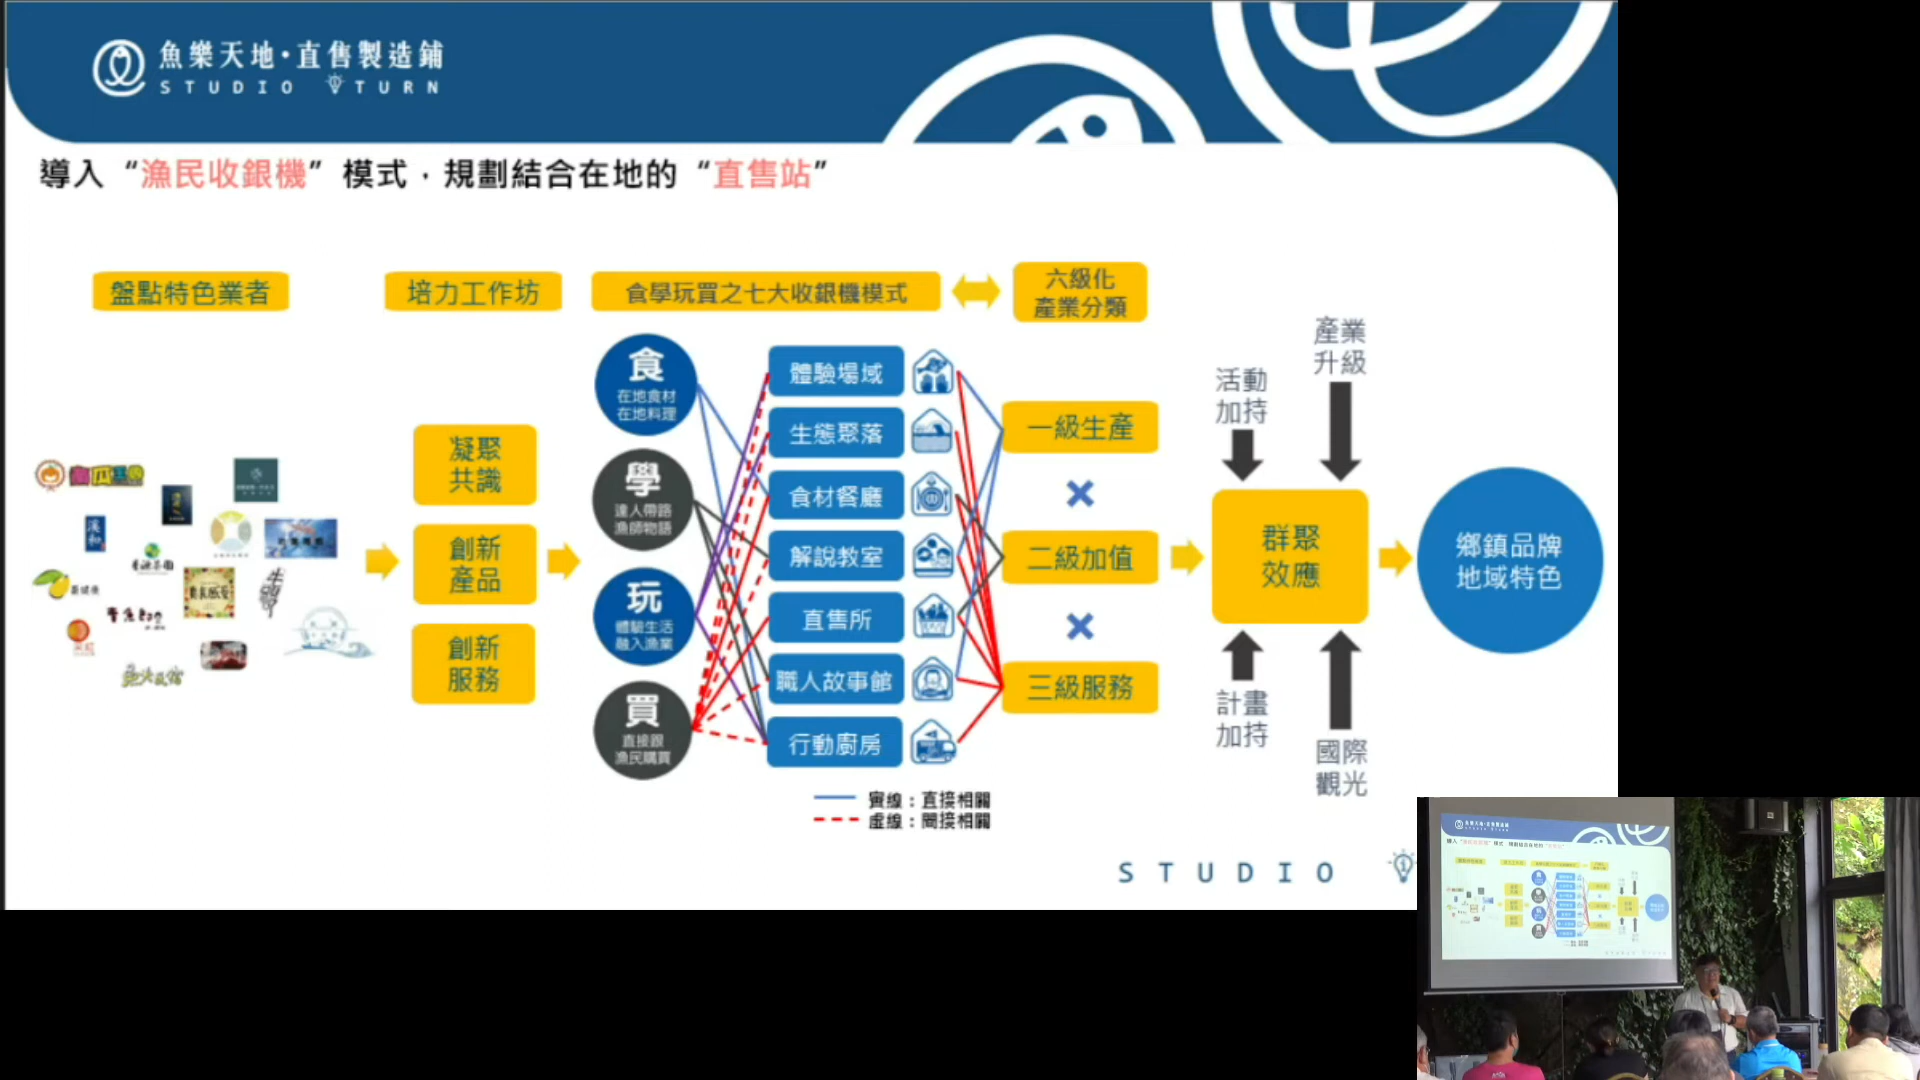 魚樂天地・直售製造鋪
STUDIO TURN
導入“漁民收銀機”模式，規劃結合在地的“直售站”
盤點特色業者
培力工作坊
食學玩買之七大收銀機模式
六級化
產業分類
凝聚
共識
創新
產品
創新
服務
食
在地食材
在地料理
學
達人帶路
漁師物語
玩
體驗生活
融入漁業
買
直接跟
漁民購買
體驗場域
生態聚落
食材餐廳
解說教室
直售所
職人故事館
行動廚房
實線：直接相關
虛線：間接相關
一級生產
×
二級加值
×
三級服務
活動
加持
產業
升級
群聚
效應
計畫
加持
國際
觀光
鄉鎮品牌
地域特色
STUDIO